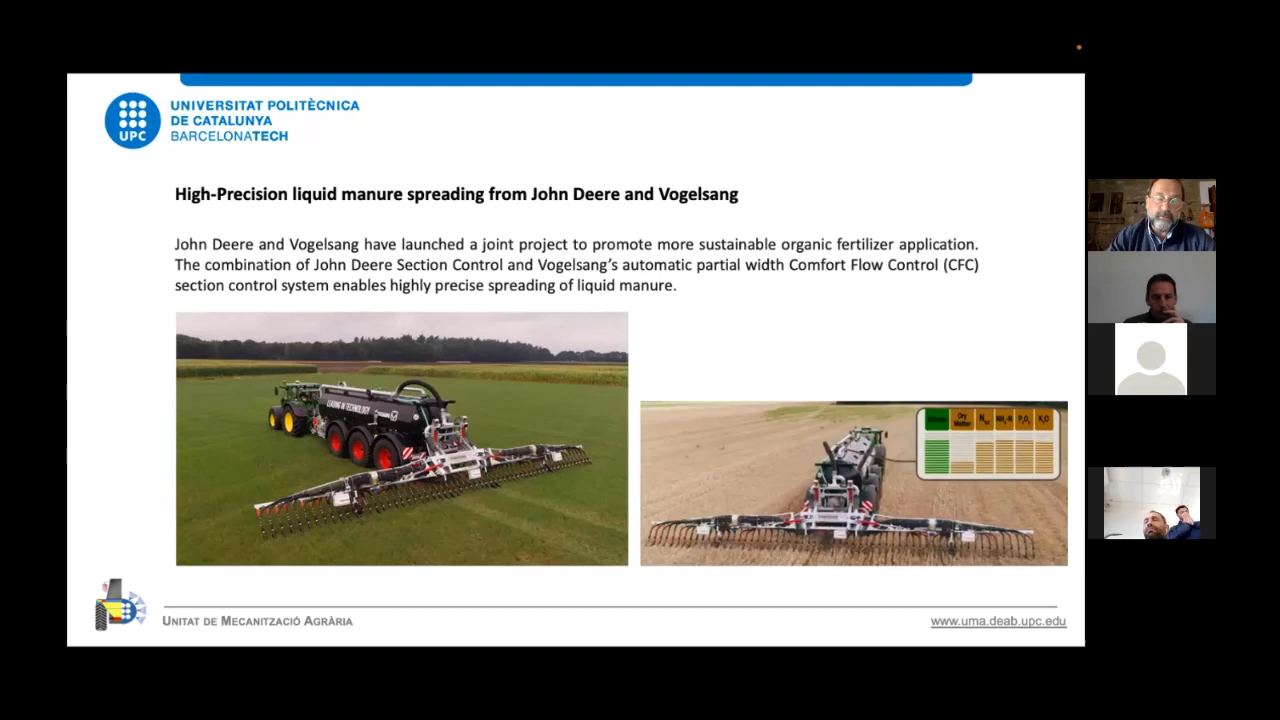 UNIVERSITAT POLITÈCNICA
DE CATALUNYA
BARCELONATECH
UPC
High-Precision liquid manure spreading from John Deere and Vogelsang
John Deere and Vogelsang have launched a joint project to promote more sustainable organic fertilizer application.
The combination of John Deere Section Control and Vogelsang's automatic partial width Comfort Flow Control (CFC)
section control system enables highly precise spreading of liquid manure.
LEADING IN TECHNOLOGY
Dry
Matter
NH₄-N
P₂O₅
K₂O
UNITAT DE MECANITZACIÓ AGRÀRIA
www.uma.deab.upc.edu